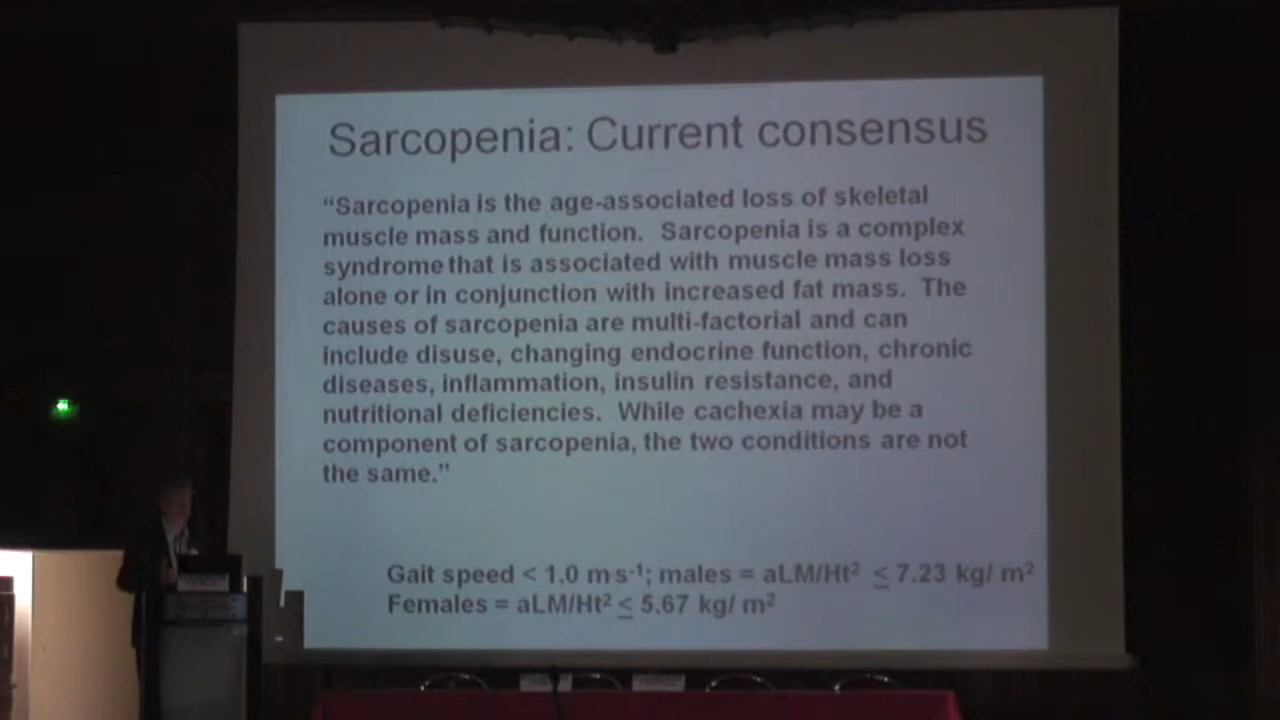 Sarcopenia: Current consensus
“Sarcopenia is the age-associated loss of skeletal
muscle mass and function.  Sarcopenia is a complex
syndrome that is associated with muscle mass loss
alone or in conjunction with increased fat mass.  The
causes of sarcopenia are multi-factorial and can
include disuse, changing endocrine function, chronic
diseases, inflammation, insulin resistance, and
nutritional deficiencies.  While cachexia may be a
component of sarcopenia, the two conditions are not
the same.”
Gait speed < 1.0 m s-¹; males = aLM/Ht² ≤ 7.23 kg/ m²
Females = aLM/Ht² ≤ 5.67 kg/ m²